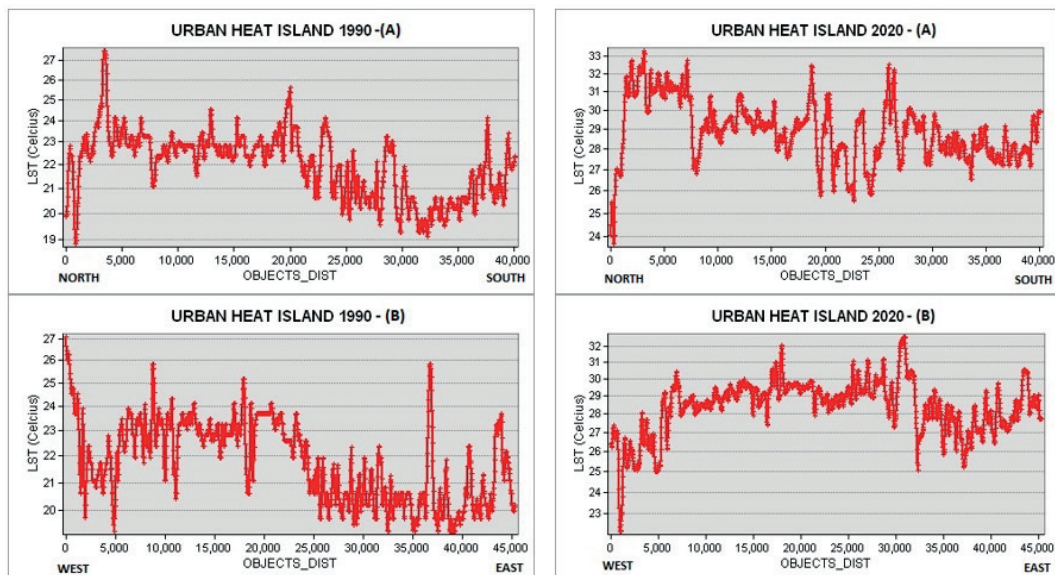 URBAN HEAT ISLAND 1990 -(A)
LST (Celcius)
27
26
25
24
23
22
21
20
19
0 5,000 10,000 15,000 20,000 25,000 30,000 35,000 40,000
NORTH OBJECTS_DIST SOUTH
URBAN HEAT ISLAND 2020 - (A)
LST (Celcius)
33
32
31
30
29
28
27
26
25
24
0 5,000 10,000 15,000 20,000 25,000 30,000 35,000 40,000
NORTH OBJECTS_DIST SOUTH
URBAN HEAT ISLAND 1990 - (B)
LST (Celcius)
27
26
25
24
23
22
21
20
0 5,000 10,000 15,000 20,000 25,000 30,000 35,000 40,000 45,000
WEST OBJECTS_DIST EAST
URBAN HEAT ISLAND 2020 - (B)
LST (Celcius)
32
31
30
29
28
27
26
25
24
23
0 5,000 10,000 15,000 20,000 25,000 30,000 35,000 40,000 45,000
WEST OBJECTS_DIST EAST